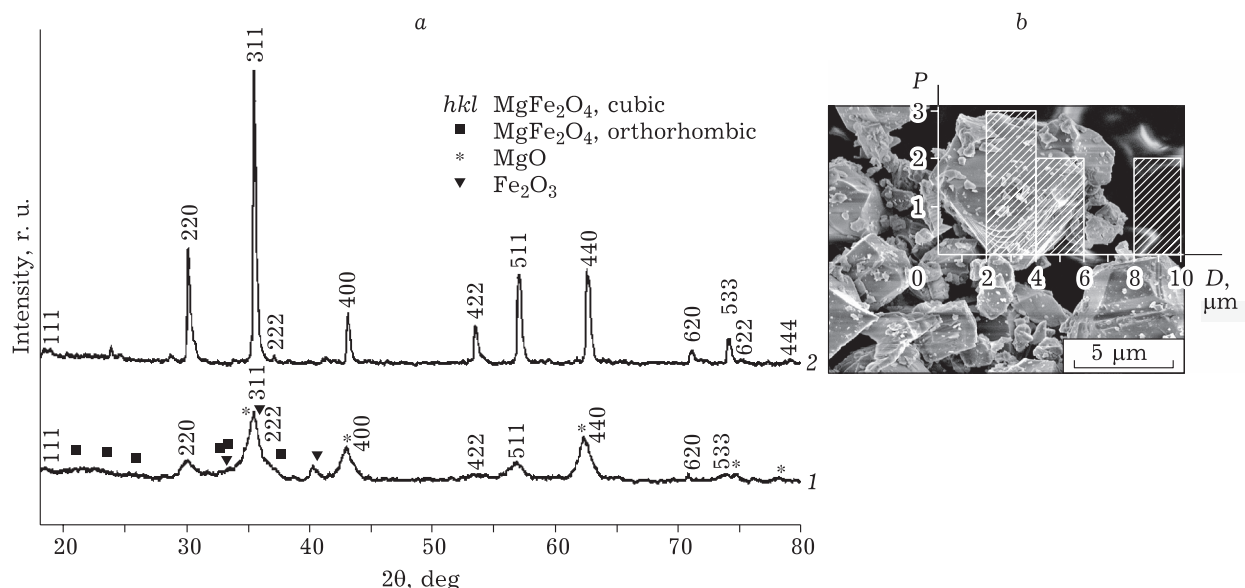 a
b
hkl MgFe₂O₄, cubic
■ MgFe₂O₄, orthorhombic
* MgO
▼ Fe₂O₃
Intensity, r. u.
111
220
311
222
400
422
511
440
620
533
622
444
2
111
220
*
311
222
*
400
422
511
*
440
620
533
*
*
1
20 30 40 50 60 70 80
2θ, deg
P
3
2
1
0 2 4 6 8 10 D,
μm
5 μm